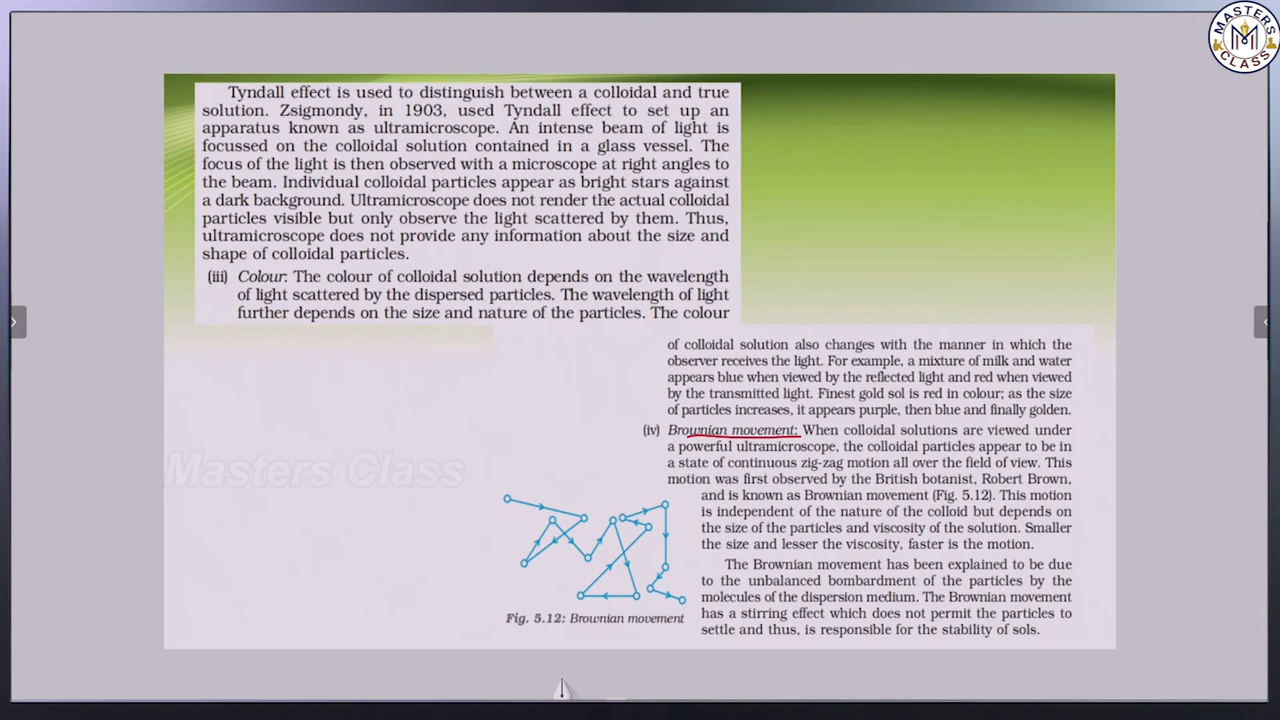 MASTERS
CLASS
Tyndall effect is used to distinguish between a colloidal and true
solution. Zsigmondy, in 1903, used Tyndall effect to set up an
apparatus known as ultramicroscope. An intense beam of light is
focussed on the colloidal solution contained in a glass vessel. The
focus of the light is then observed with a microscope at right angles to
the beam. Individual colloidal particles appear as bright stars against
a dark background. Ultramicroscope does not render the actual colloidal
particles visible but only observe the light scattered by them. Thus,
ultramicroscope does not provide any information about the size and
shape of colloidal particles.
(iii) Colour: The colour of colloidal solution depends on the wavelength
of light scattered by the dispersed particles. The wavelength of light
further depends on the size and nature of the particles. The colour
of colloidal solution also changes with the manner in which the
observer receives the light. For example, a mixture of milk and water
appears blue when viewed by the reflected light and red when viewed
by the transmitted light. Finest gold sol is red in colour; as the size
of particles increases, it appears purple, then blue and finally golden.
(iv) Brownian movement: When colloidal solutions are viewed under
a powerful ultramicroscope, the colloidal particles appear to be in
a state of continuous zig-zag motion all over the field of view. This
motion was first observed by the British botanist, Robert Brown,
and is known as Brownian movement (Fig. 5.12). This motion
is independent of the nature of the colloid but depends on
the size of the particles and viscosity of the solution. Smaller
the size and lesser the viscosity, faster is the motion.
The Brownian movement has been explained to be due
to the unbalanced bombardment of the particles by the
molecules of the dispersion medium. The Brownian movement
has a stirring effect which does not permit the particles to
settle and thus, is responsible for the stability of sols.
Fig. 5.12: Brownian movement
Masters Class